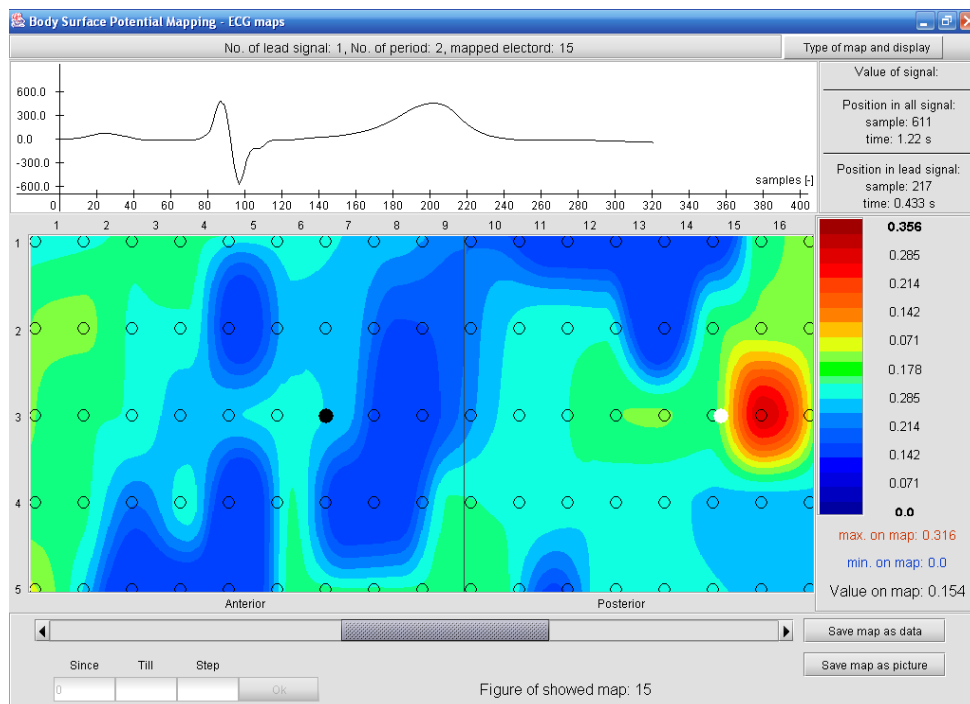 Body Surface Potential Mapping - ECG maps
No. of lead signal: 1, No. of period: 2, mapped electord: 15
Type of map and display
600.0
300.0
0.0
-300.0
-600.0
samples [-]
0 20 40 60 80 100 120 140 160 180 200 220 240 260 280 300 320 340 360 380 400
Value of signal:
Position in all signal:
sample: 611
time: 1.22 s
Position in lead signal:
sample: 217
time: 0.433 s
1 2 3 4 5 6 7 8 9 10 11 12 13 14 15 16
1
2
3
4
5
Anterior Posterior
0.356
0.285
0.214
0.142
0.071
0.178
0.285
0.214
0.142
0.071
0.0
max. on map: 0.316
min. on map: 0.0
Value on map: 0.154
Save map as data
Since Till Step
Save map as picture
0
Ok
Figure of showed map: 15